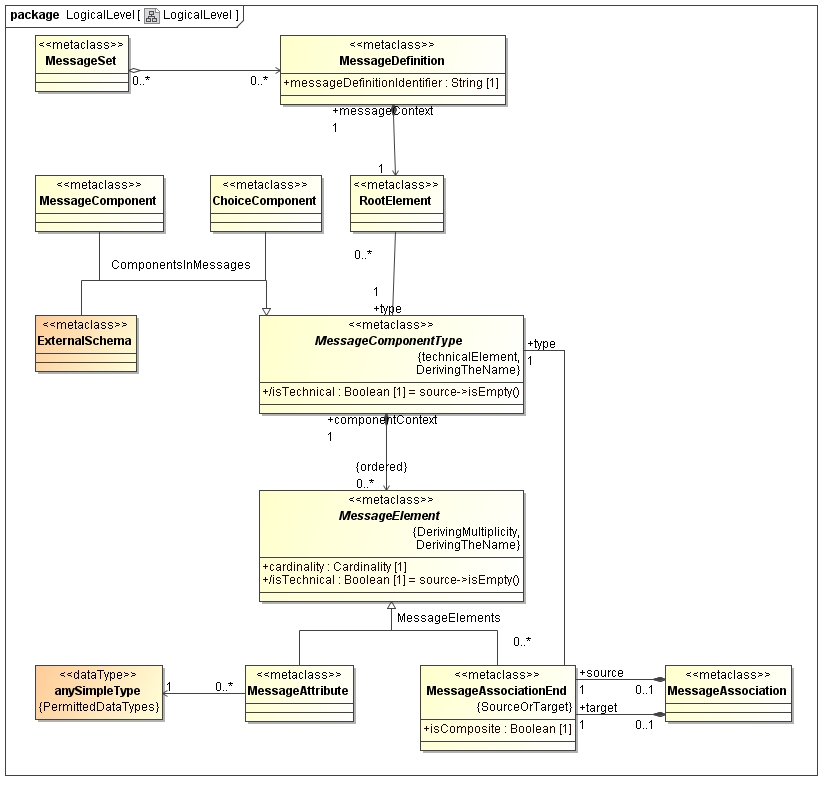 package LogicalLevel [ LogicalLevel ]
<<metaclass>>
MessageSet
<<metaclass>>
MessageDefinition
+messageDefinitionIdentifier : String [1]
0..*
0..*
+messageContext
1
1
<<metaclass>>
MessageComponent
<<metaclass>>
ChoiceComponent
<<metaclass>>
RootElement
0..*
ComponentsInMessages
1
+type
<<metaclass>>
ExternalSchema
<<metaclass>>
MessageComponentType
{technicalElement,
DerivingTheName}
+/isTechnical : Boolean [1] = source->isEmpty()
+type
1
+componentContext
1
{ordered}
0..*
<<metaclass>>
MessageElement
{DerivingMultiplicity,
DerivingTheName}
+cardinality : Cardinality [1]
+/isTechnical : Boolean [1] = source->isEmpty()
MessageElements
0..*
<<dataType>>
anySimpleType
{PermittedDataTypes}
1
0..*
<<metaclass>>
MessageAttribute
<<metaclass>>
MessageAssociationEnd
{SourceOrTarget}
+isComposite : Boolean [1]
+source
1
0..1
+target
1
0..1
<<metaclass>>
MessageAssociation